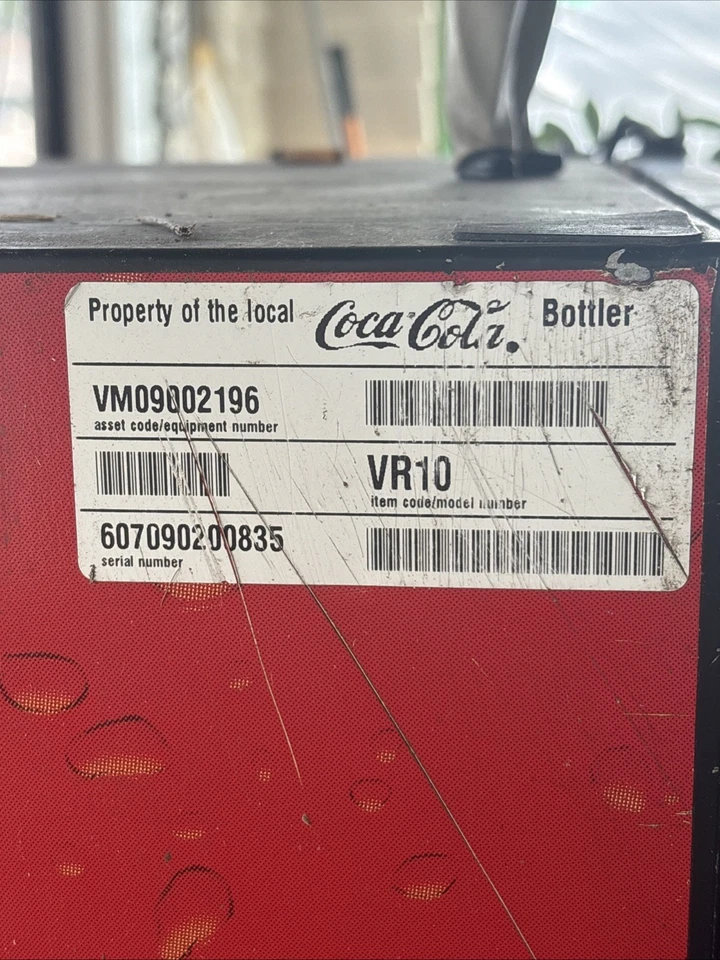 Property of the local Coca-Cola. Bottler
VM09002196
asset code/equipment number
VR10
item code/model number
607090200835
serial number